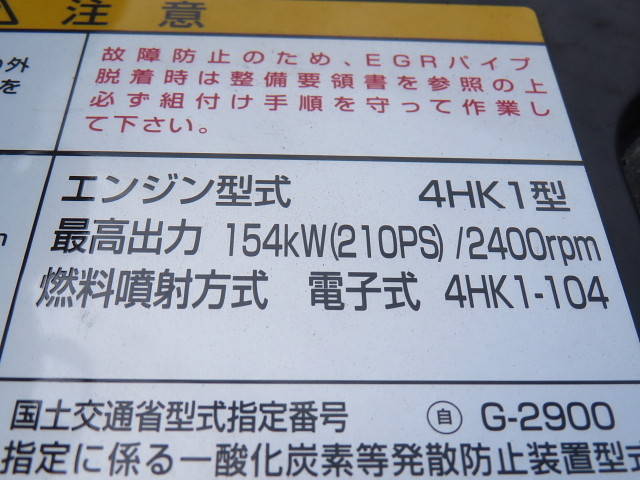 注意
外
を
故障防止のため、EGRパイプ
脱着時は整備要領書を参照の上
必ず組付け手順を守って作業し
て下さい。
エンジン型式 4HK1型
最高出力 154kW(210PS)/2400rpm
燃料噴射方式 電子式 4HK1-104
国土交通省型式指定番号 自 G-2900
指定に係る一酸化炭素等発散防止装置型式